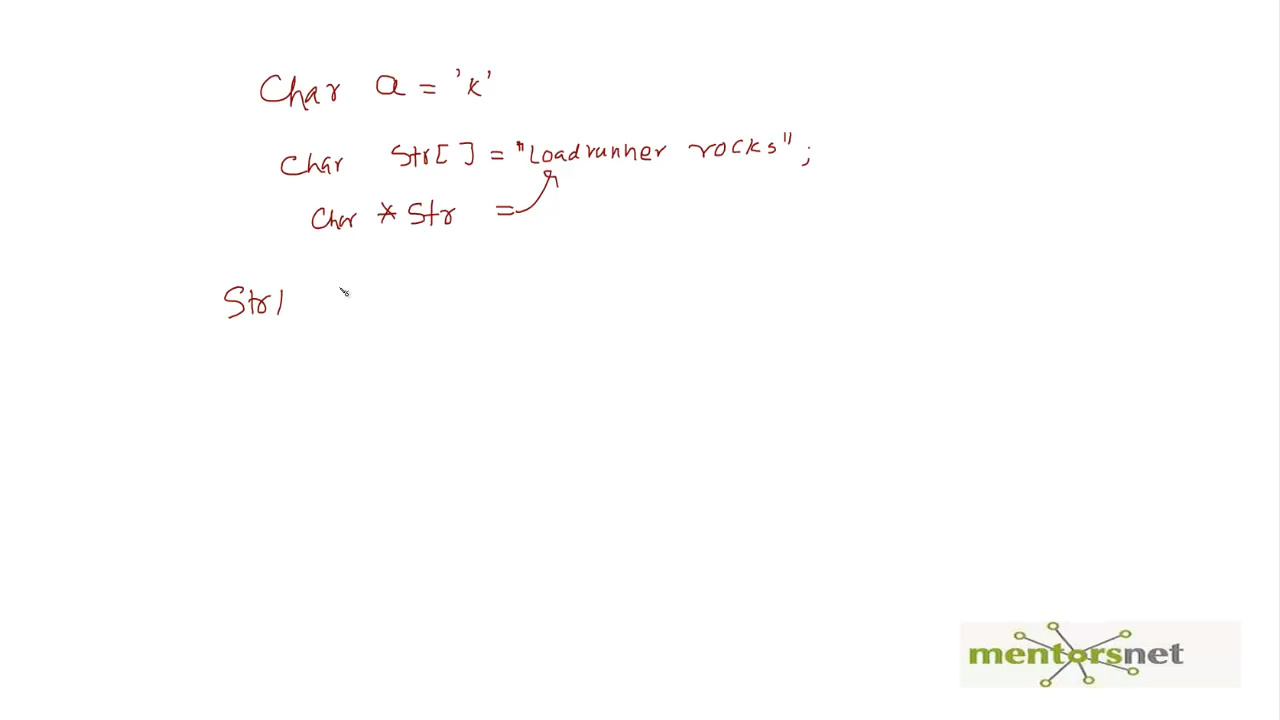 Char a = 'k'
Char Str[ ] = "Loadrunner rocks" ;
Char * Str =
Str1
mentorsnet